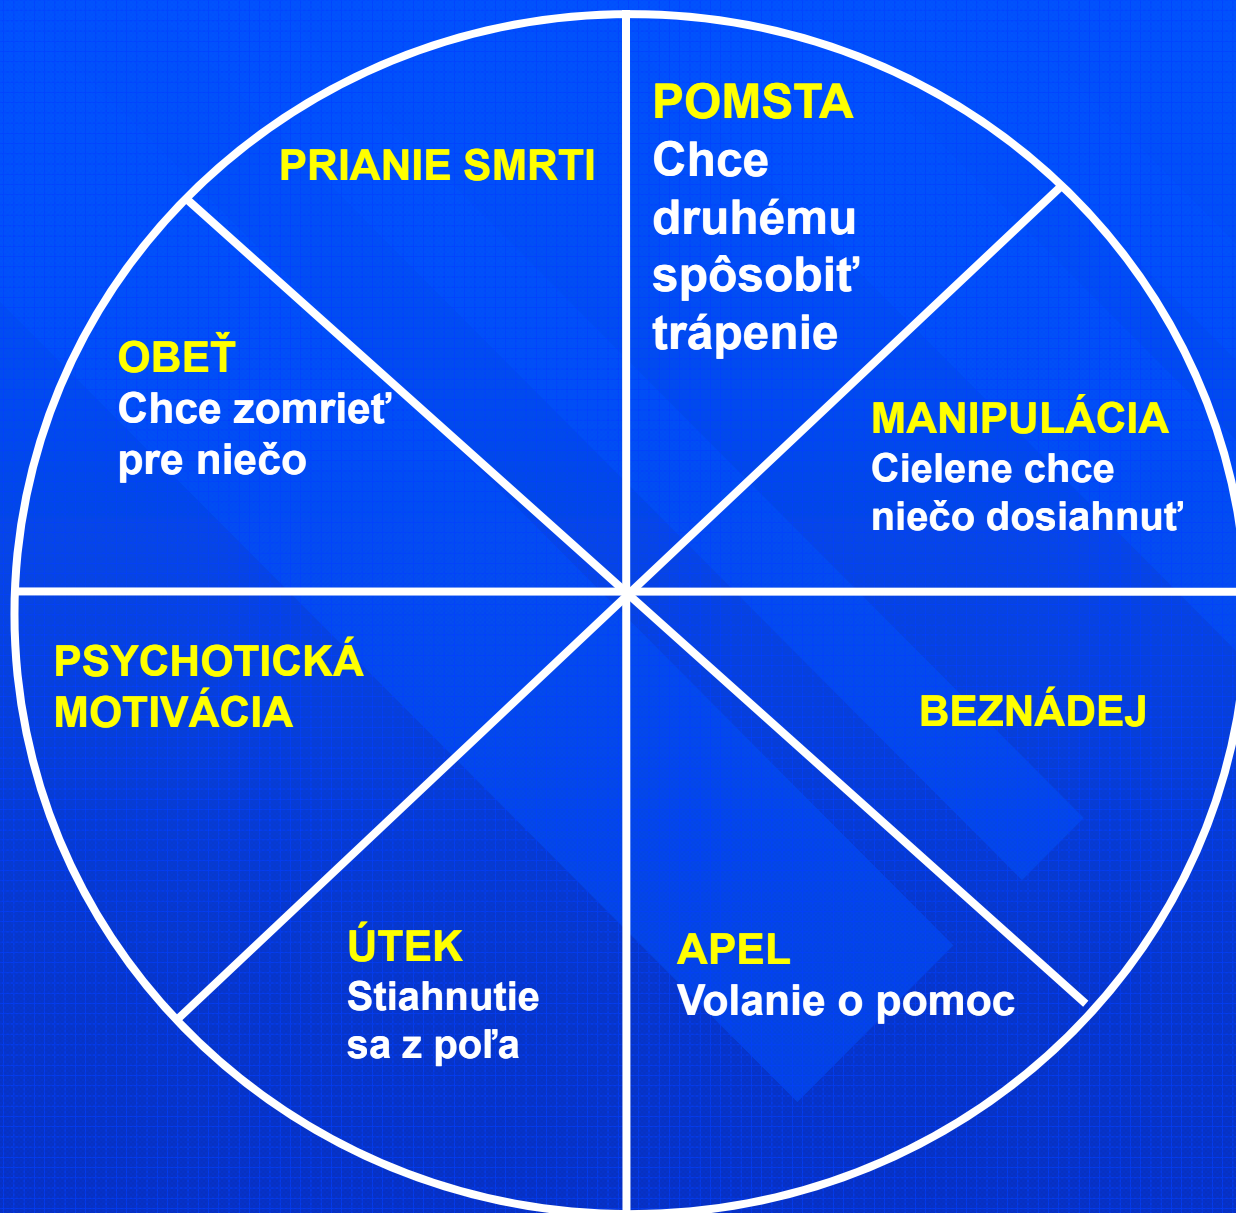 PRIANIE SMRTI
POMSTA
Chce
druhému
spôsobiť
trápenie
OBEŤ
Chce zomrieť
pre niečo
MANIPULÁCIA
Cielene chce
niečo dosiahnuť
PSYCHOTICKÁ
MOTIVÁCIA
BEZNÁDEJ
ÚTEK
Stiahnutie
sa z poľa
APEL
Volanie o pomoc